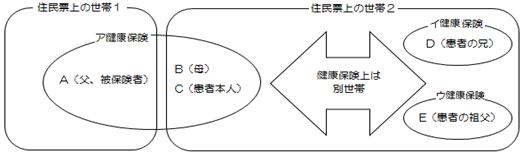 住民票上の世帯1
住民票上の世帯2
ア健康保険
A（父、被保険者）
B（母）
C（患者本人）
健康保険上は
別世帯
イ健康保険
D（患者の兄）
ウ健康保険
E（患者の祖父）